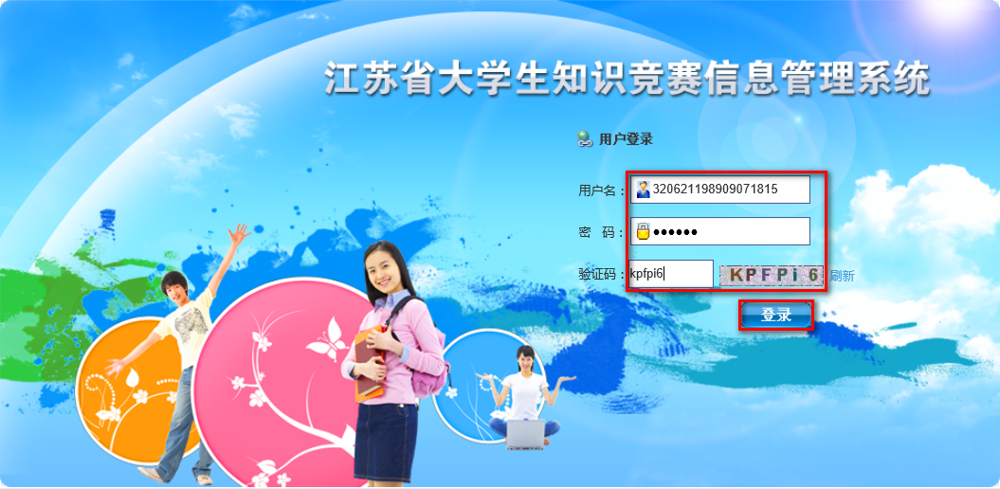 江苏省大学生知识竞赛信息管理系统
用户登录
用户名： 320621198909071815
密 码： ●●●●●●
验证码： kpfpi6 KPFPi6 刷新
登录